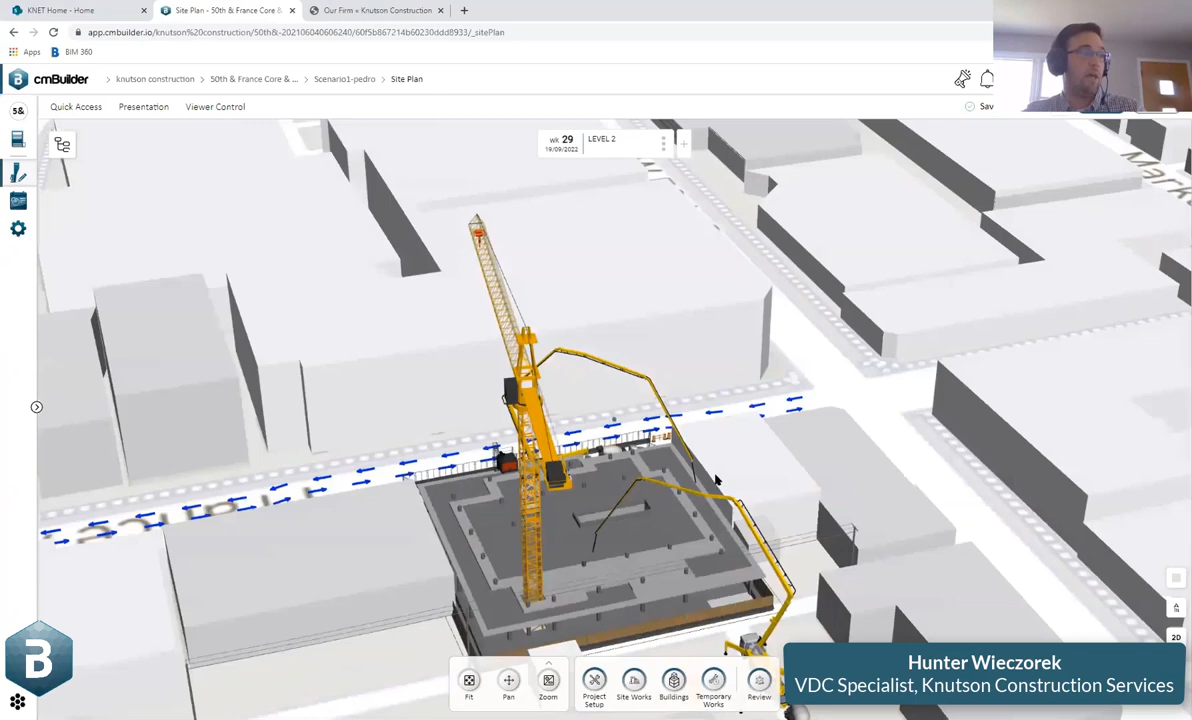 KNET Home - Home
Site Plan - 50th & France Core &
Our Firm « Knutson Construction
app.cmbuilder.io/knutson%20construction/50th&-202106040606240/60f5b867214b60230ddd8933/_sitePlan
Apps
BIM 360
cmBuilder
knutson construction > 50th & France Core & ... > Scenario1-pedro > Site Plan
5&
Quick Access
Presentation
Viewer Control
Sav
wk 29
19/09/2022
LEVEL 2
2D
Fit
Pan
Zoom
Project Setup
Site Works
Buildings
Temporary Works
Review
B
Hunter Wieczorek
VDC Specialist, Knutson Construction Services